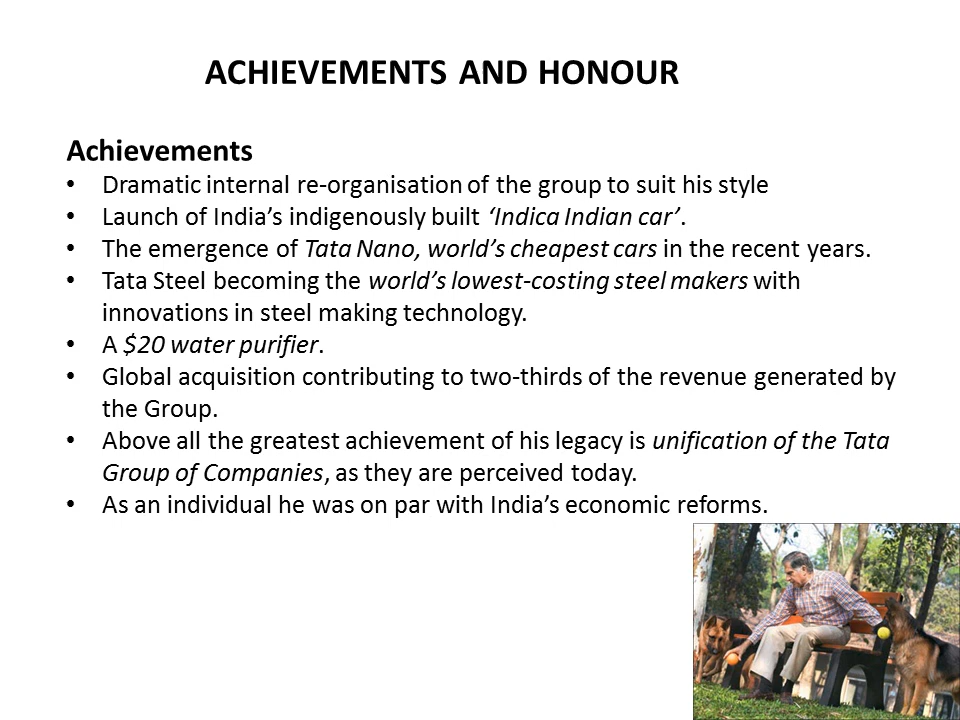 ACHIEVEMENTS AND HONOUR
Achievements
• Dramatic internal re-organisation of the group to suit his style
• Launch of India’s indigenously built ‘Indica Indian car’.
• The emergence of Tata Nano, world’s cheapest cars in the recent years.
• Tata Steel becoming the world’s lowest-costing steel makers with
innovations in steel making technology.
• A $20 water purifier.
• Global acquisition contributing to two-thirds of the revenue generated by
the Group.
• Above all the greatest achievement of his legacy is unification of the Tata
Group of Companies, as they are perceived today.
• As an individual he was on par with India’s economic reforms.